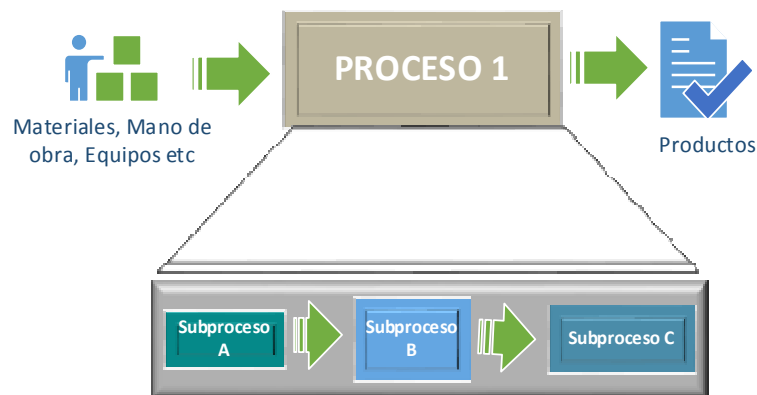 PROCESO 1
Materiales, Mano de
obra, Equipos etc
Productos
Subproceso
A
Subproceso
B
Subproceso C